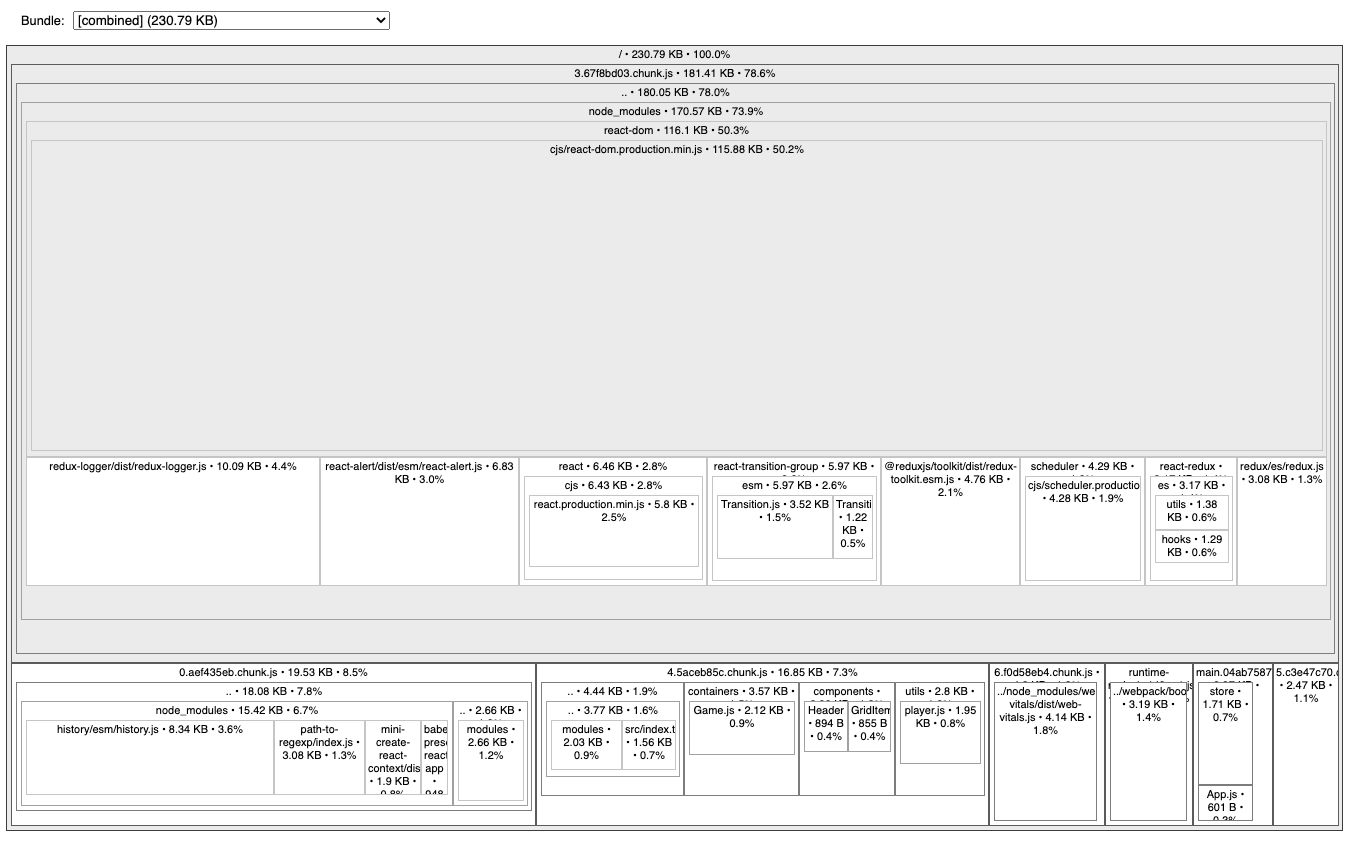 Bundle: [combined] (230.79 KB)
/ • 230.79 KB • 100.0%
3.67f8bd03.chunk.js • 181.41 KB • 78.6%
.. • 180.05 KB • 78.0%
node_modules • 170.57 KB • 73.9%
react-dom • 116.1 KB • 50.3%
cjs/react-dom.production.min.js • 115.88 KB • 50.2%
redux-logger/dist/redux-logger.js • 10.09 KB • 4.4%
react-alert/dist/esm/react-alert.js • 6.83
KB • 3.0%
react • 6.46 KB • 2.8%
cjs • 6.43 KB • 2.8%
react.production.min.js • 5.8 KB •
2.5%
react-transition-group • 5.97 KB •
esm • 5.97 KB • 2.6%
Transition.js • 3.52 KB
• 1.5%
Transiti
• 1.22
KB •
0.5%
@reduxjs/toolkit/dist/redux-
toolkit.esm.js • 4.76 KB •
2.1%
scheduler • 4.29 KB •
cjs/scheduler.productio
• 4.28 KB • 1.9%
react-redux •
es • 3.17 KB •
utils • 1.38
KB • 0.6%
hooks • 1.29
KB • 0.6%
redux/es/redux.js
• 3.08 KB • 1.3%
0.aef435eb.chunk.js • 19.53 KB • 8.5%
.. • 18.08 KB • 7.8%
node_modules • 15.42 KB • 6.7%
history/esm/history.js • 8.34 KB • 3.6%
path-to-
regexp/index.js •
3.08 KB • 1.3%
mini-
create-
react-
context/dis
• 1.9 KB •
0.8%
babe
pres
react
app
•
948
.. • 2.66 KB •
modules •
2.66 KB •
1.2%
4.5aceb85c.chunk.js • 16.85 KB • 7.3%
.. • 4.44 KB • 1.9%
.. • 3.77 KB • 1.6%
modules •
2.03 KB •
0.9%
src/index.t
• 1.56 KB
• 0.7%
containers • 3.57 KB •
Game.js • 2.12 KB •
0.9%
components •
Header
• 894 B
• 0.4%
GridItem
• 855 B
• 0.4%
utils • 2.8 KB •
player.js • 1.95
KB • 0.8%
6.f0d58eb4.chunk.js •
../node_modules/we
vitals/dist/web-
vitals.js • 4.14 KB •
1.8%
runtime-
../webpack/boo
• 3.19 KB •
1.4%
main.04ab7587
store •
1.71 KB •
0.7%
App.js •
601 B •
0.3%
5.c3e47c70.c
• 2.47 KB •
1.1%